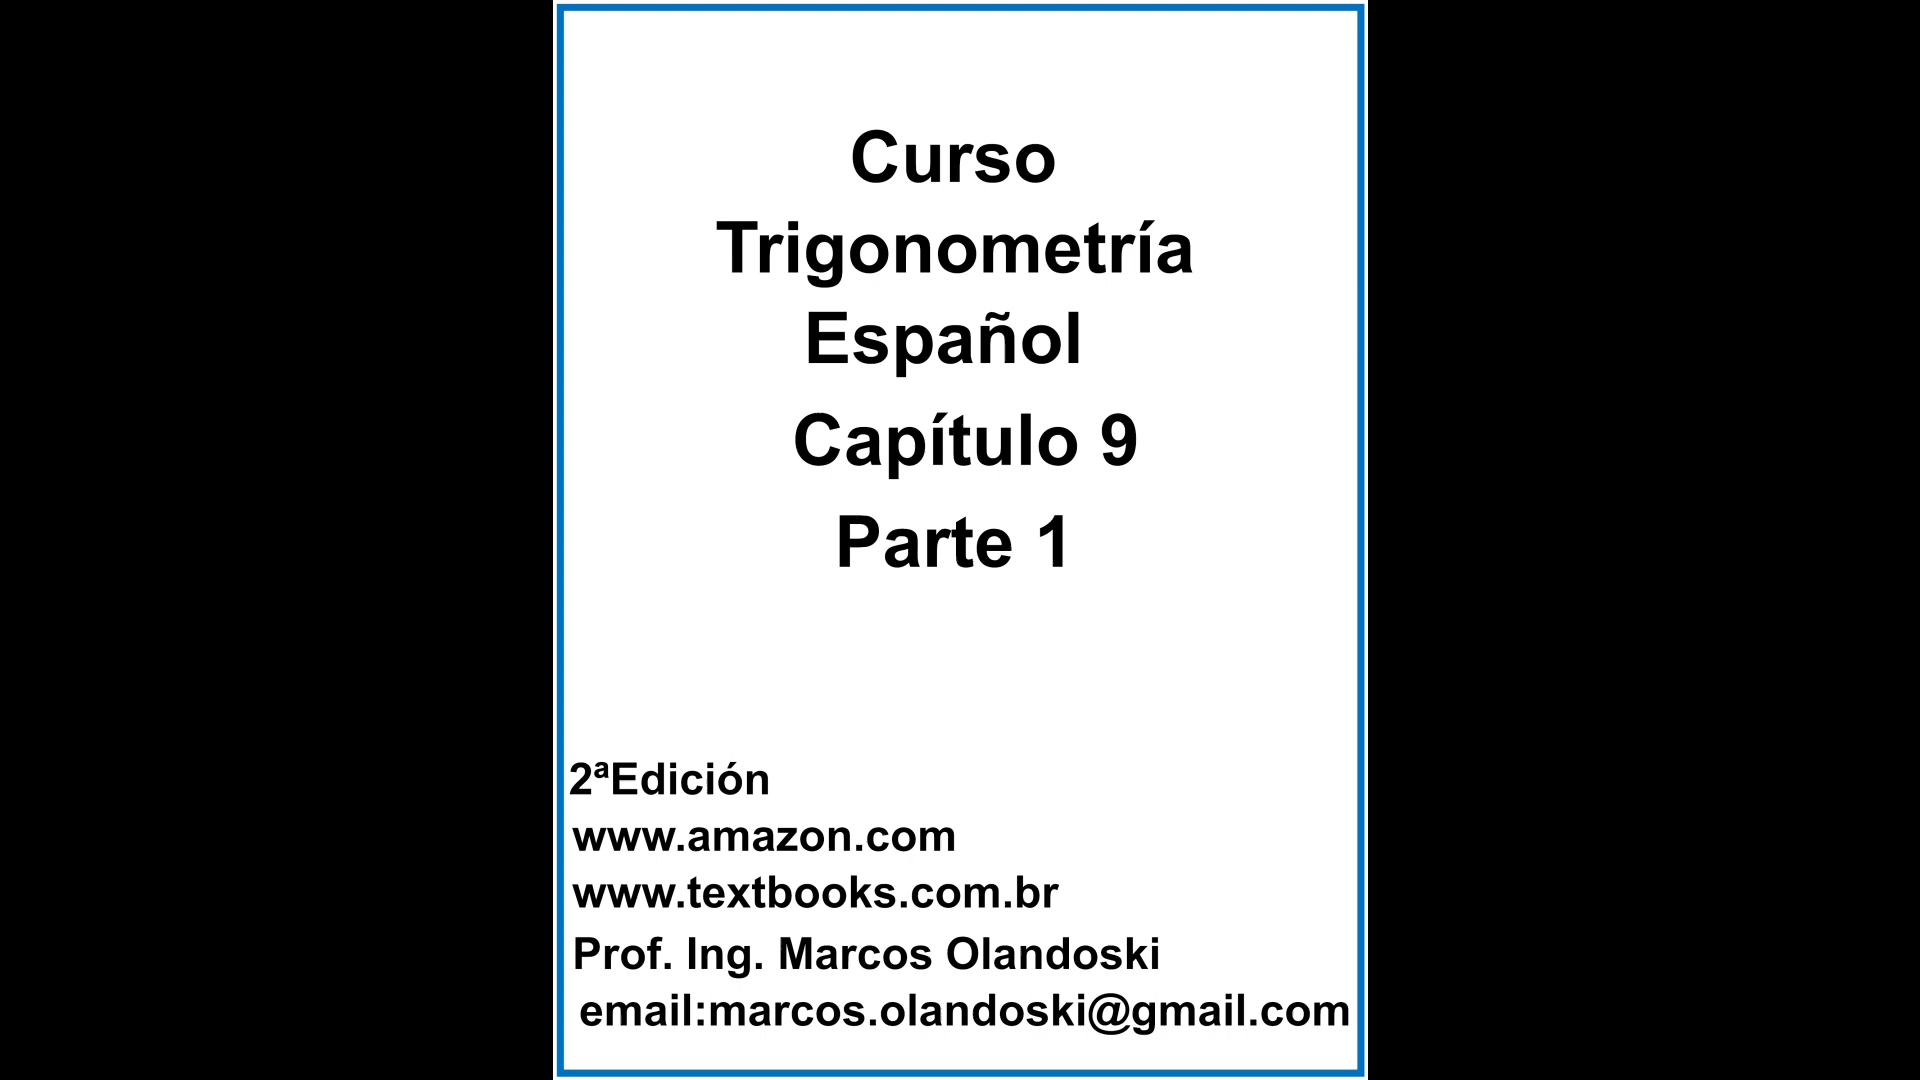 Curso
Trigonometría
Español
Capítulo 9
Parte 1
2ªEdición
www.amazon.com
www.textbooks.com.br
Prof. Ing. Marcos Olandoski
email:marcos.olandoski@gmail.com